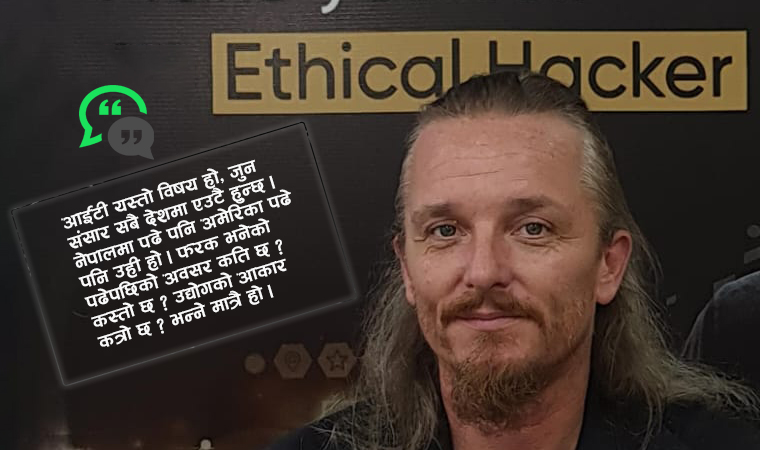 Ethical Hacker
आईटी यस्तो विषय हो, जुन
संसार सबै देशमा एउटै हुन्छ ।
नेपालमा पढे पनि अमेरिका पढे
पनि उही हो । फरक भनेको
पढेपछिको अवसर कति छ ?
कस्तो छ ? उद्योगको आकार
कत्रो छ ? भन्ने मात्रै हो ।